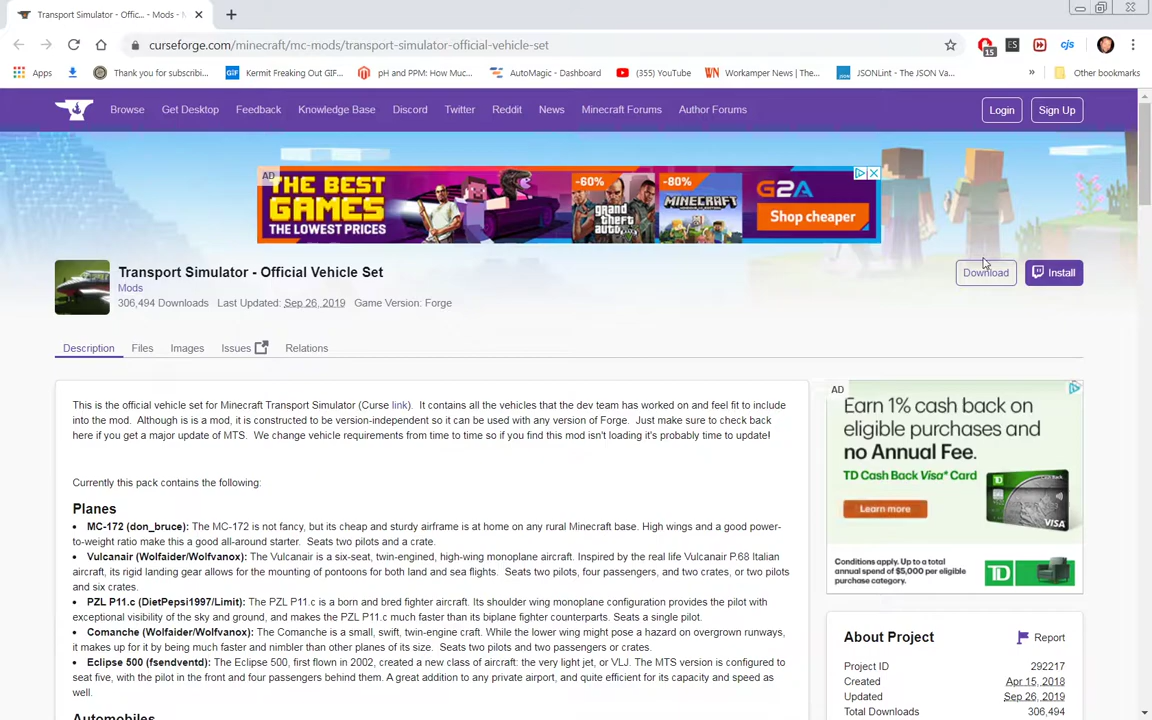 Transport Simulator - Offic... - Mods -
curseforge.com/minecraft/mc-mods/transport-simulator-official-vehicle-set
15
ES
cjs
Apps
Thank you for subscribi...
GIF
Kermit Freaking Out GIF...
pH and PPM: How Muc...
AutoMagic - Dashboard
(355) YouTube
WN
Workamper News | The...
JSON
JSONLint - The JSON Va...
»
Other bookmarks
Browse
Get Desktop
Feedback
Knowledge Base
Discord
Twitter
Reddit
News
Minecraft Forums
Author Forums
Login
Sign Up
AD
THE BEST
GAMES
THE LOWEST PRICES
-60%
grand
theft
auto V
-80%
MINECRAFT
G2A
Shop cheaper
Transport Simulator - Official Vehicle Set
Mods
306,494 Downloads Last Updated: Sep 26, 2019 Game Version: Forge
Download
Install
Description
Files
Images
Issues
Relations
This is the official vehicle set for Minecraft Transport Simulator (Curse link). It contains all the vehicles that the dev team has worked on and feel fit to include
into the mod. Although is is a mod, it is constructed to be version-independent so it can be used with any version of Forge. Just make sure to check back
here if you get a major update of MTS. We change vehicle requirements from time to time so if you find this mod isn't loading it's probably time to update!
Currently this pack contains the following:
Planes
• MC-172 (don_bruce): The MC-172 is not fancy, but its cheap and sturdy airframe is at home on any rural Minecraft base. High wings and a good power-
to-weight ratio make this a good all-around starter. Seats two pilots and a crate.
• Vulcanair (Wolfaider/Wolfvanox): The Vulcanair is a six-seat, twin-engined, high-wing monoplane aircraft. Inspired by the real life Vulcanair P.68 Italian
aircraft, its rigid landing gear allows for the mounting of pontoons for both land and sea flights. Seats two pilots, four passengers, and two crates, or two pilots
and six crates.
• PZL P11.c (DietPepsi1997/Limit): The PZL P11.c is a born and bred fighter aircraft. Its shoulder wing monoplane configuration provides the pilot with
exceptional visibility of the sky and ground, and makes the PZL P11.c much faster than its biplane fighter counterparts. Seats a single pilot.
• Comanche (Wolfaider/Wolfvanox): The Comanche is a small, swift, twin-engine craft. While the lower wing might pose a hazard on overgrown runways,
it makes up for it by being much faster and nimbler than other planes of its size. Seats two pilots and two passengers or crates.
• Eclipse 500 (fsendventd): The Eclipse 500, first flown in 2002, created a new class of aircraft: the very light jet, or VLJ. The MTS version is configured to
seat five, with the pilot in the front and four passengers behind them. A great addition to any private airport, and quite efficient for its capacity and speed as
well.
Automobiles
AD
Earn 1% cash back on
eligible purchases and
no Annual Fee.
TD Cash Back Visa* Card
Learn more
VISA
Conditions apply. Up to a total
annual spend of $5,000 per eligible
purchase category.
TD
About Project
Report
Project ID 292217
Created Apr 15, 2018
Updated Sep 26, 2019
Total Downloads 306,494